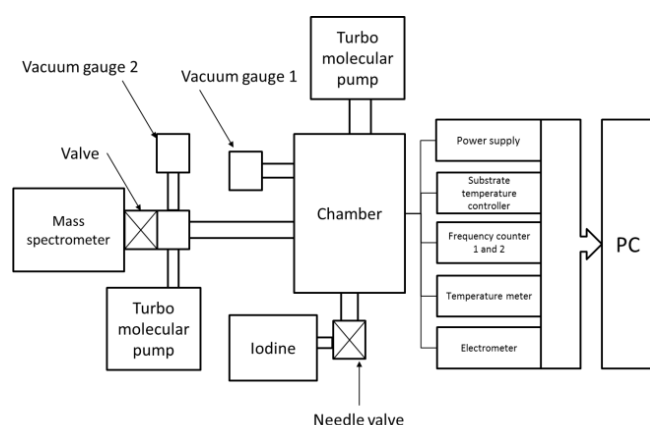 Turbo
molecular
pump
Vacuum gauge 2
Vacuum gauge 1
Valve
Mass
spectrometer
Chamber
Turbo
molecular
pump
Iodine
Needle valve
Power supply
Substrate
temperature
controller
Frequency counter
1 and 2
Temperature meter
Electrometer
PC